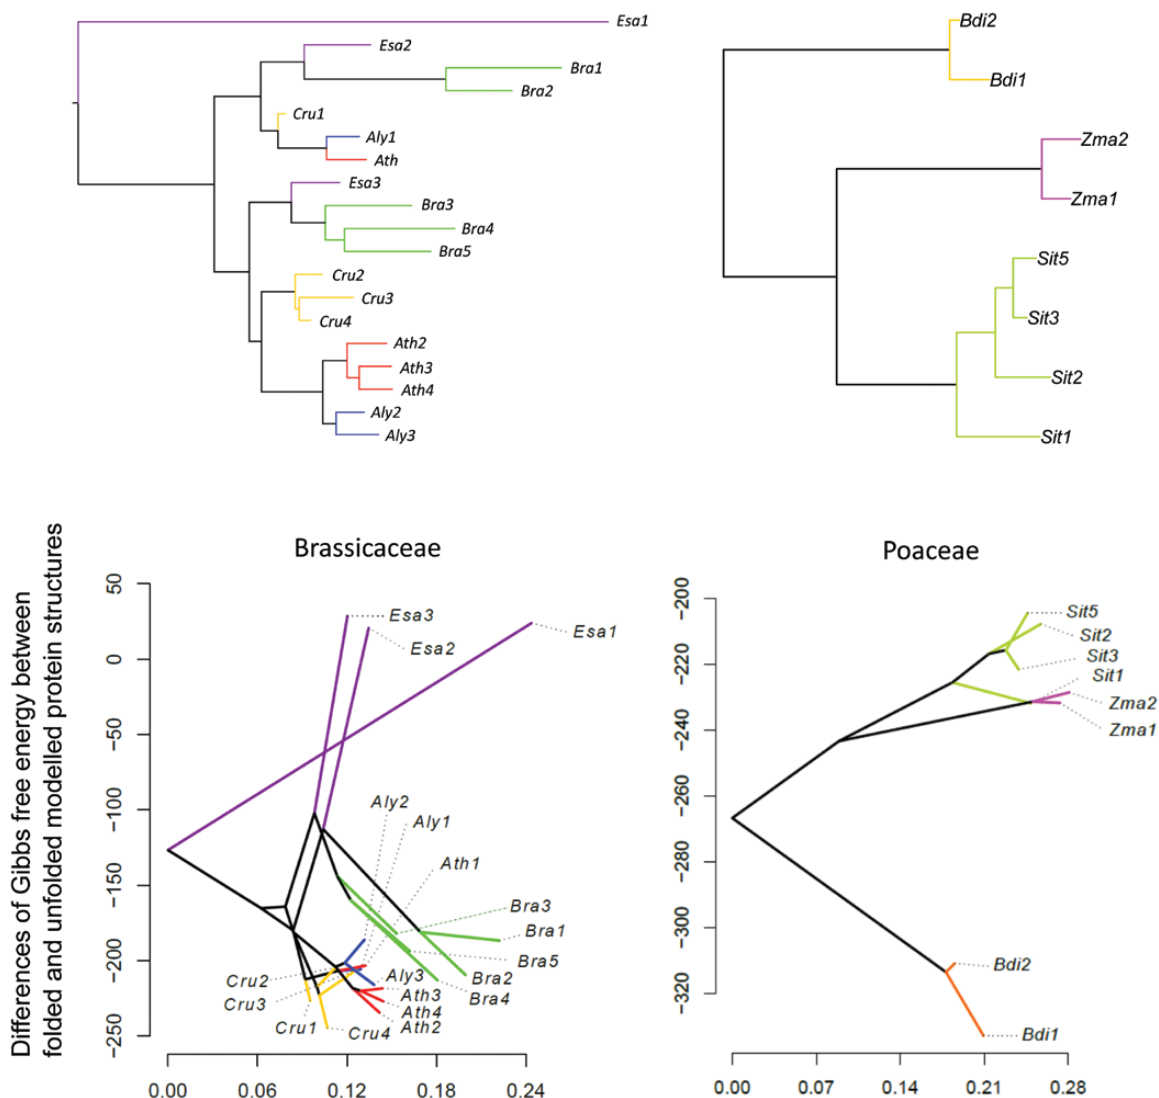 Esa1
Esa2
Bra1
Bra2
Cru1
Aly1
Ath
Esa3
Bra3
Bra4
Bra5
Cru2
Cru3
Cru4
Ath2
Ath3
Ath4
Aly2
Aly3
Bdi2
Bdi1
Zma2
Zma1
Sit5
Sit3
Sit2
Sit1
Differences of Gibbs free energy between
folded and unfolded modelled protein structures
Brassicaceae
50
0
−50
−100
−150
−200
−250
Esa3
Esa2
Esa1
Aly2
Aly1
Ath1
Bra3
Bra1
Bra5
Bra2
Bra4
Cru2
Cru3
Cru1
Cru4
Aly3
Ath3
Ath4
Ath2
0.00 0.06 0.12 0.18 0.24
Poaceae
−200
−220
−240
−260
−280
−300
−320
Sit5
Sit2
Sit3
Sit1
Zma2
Zma1
Bdi2
Bdi1
0.00 0.07 0.14 0.21 0.28